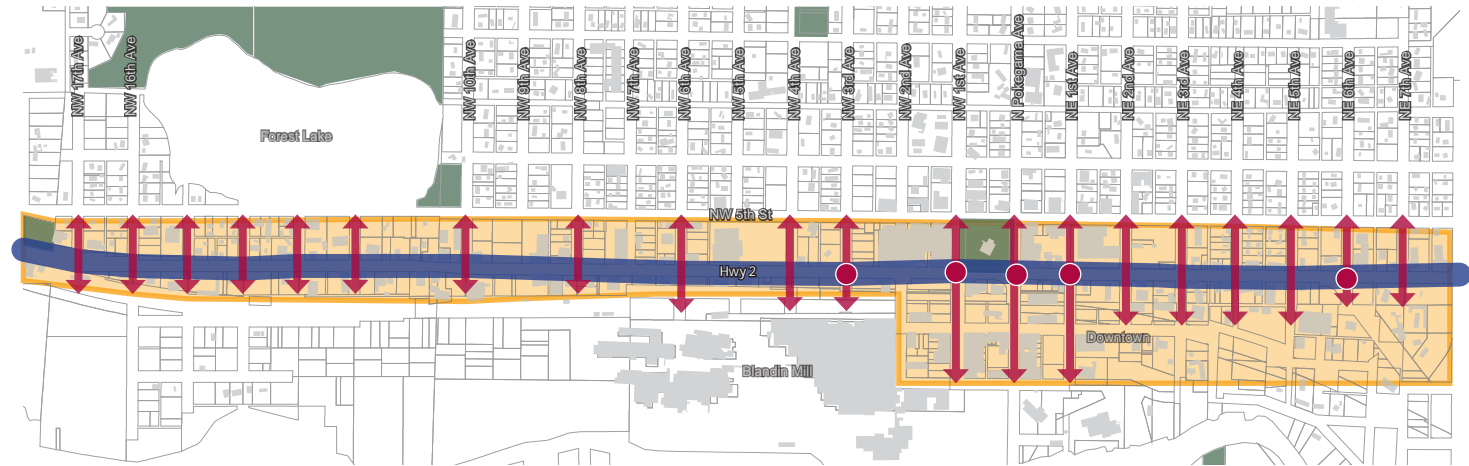 NW 17th Ave
NW 16th Ave
NW 10th Ave
NW 9th Ave
NW 8th Ave
NW 7th Ave
NW 6th Ave
NW 5th Ave
NW 4th Ave
NW 3rd Ave
NW 2nd Ave
NW 1st Ave
N Pokegama Ave
NE 1st Ave
NE 2nd Ave
NE 3rd Ave
NE 4th Ave
NE 5th Ave
NE 6th Ave
NE 7th Ave
Forest Lake
NW 5th St
Hwy 2
Downtown
Blandin Mill